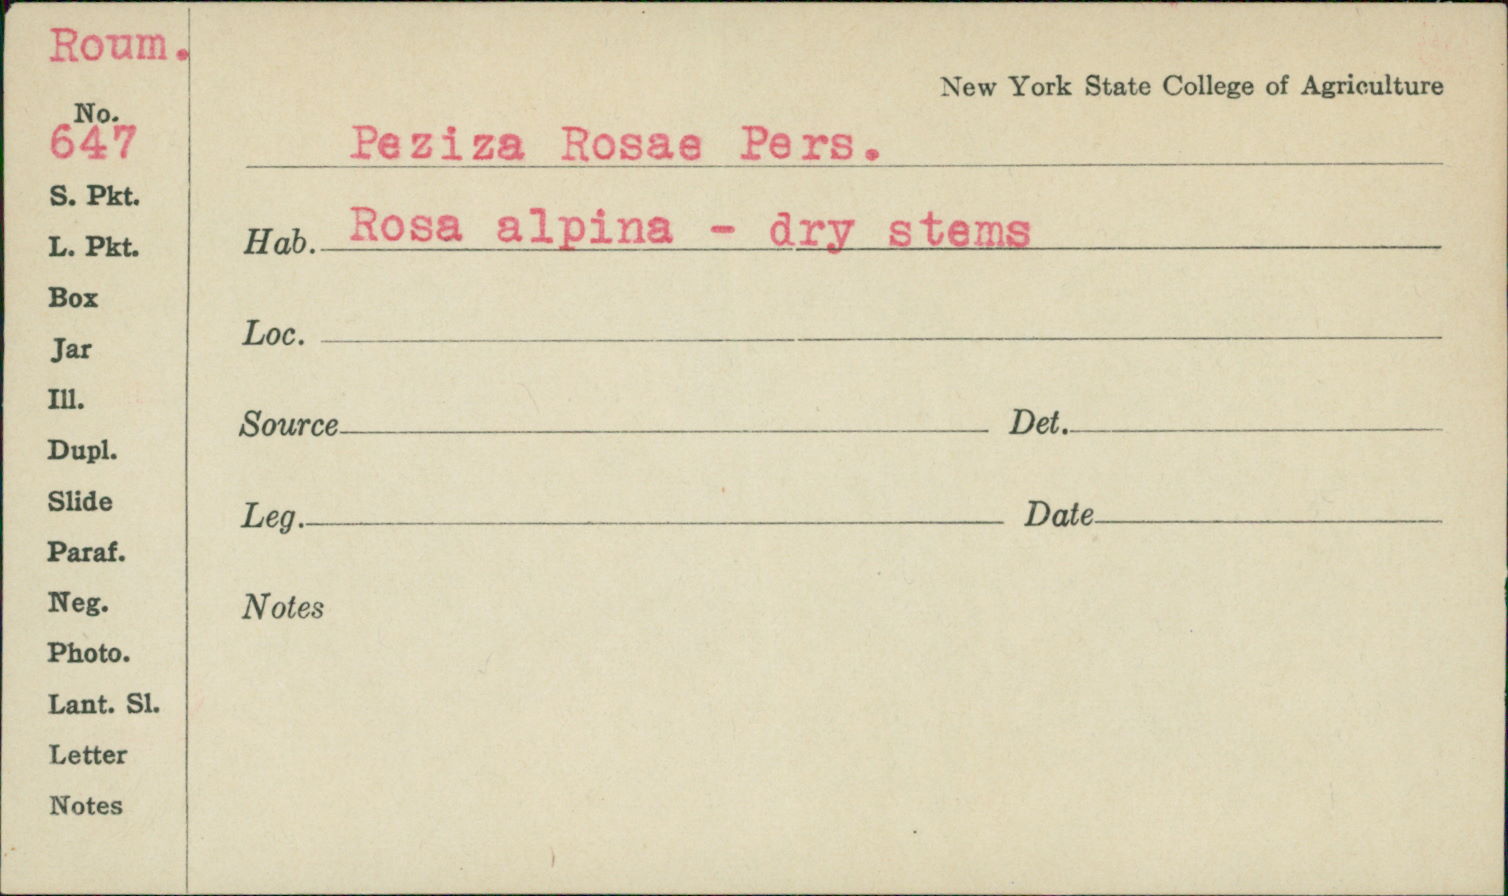 Roum.
New York State College of Agriculture
No.
647
Peziza Rosae Pers.
S. Pkt.
Hab. Rosa alpina - dry stems
L. Pkt.
Box
Loc.
Jar
Ill.
Source Det.
Dupl.
Slide
Leg. Date
Paraf.
Neg.
Notes
Photo.
Lant. Sl.
Letter
Notes